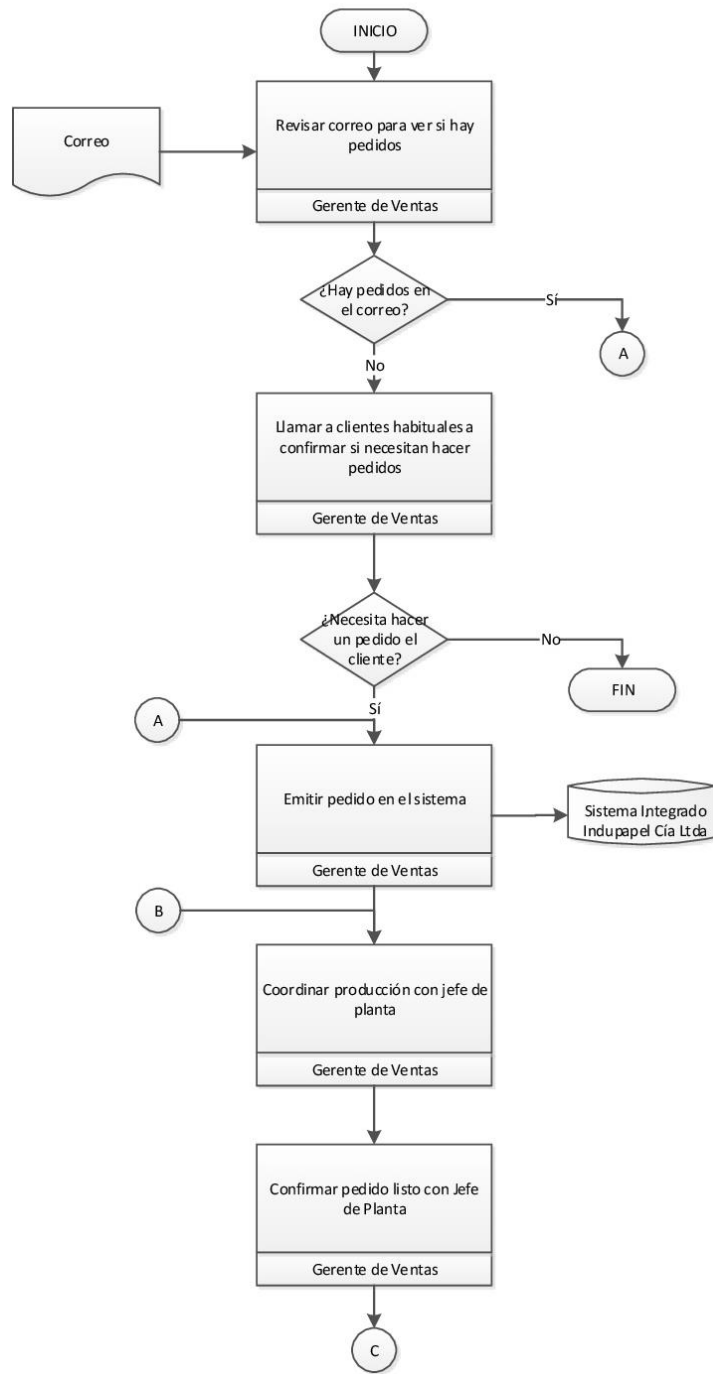 INICIO
Revisar correo para ver si hay
pedidos
Gerente de Ventas
Correo
¿Hay pedidos en
el correo?
Sí
A
No
Llamar a clientes habituales a
confirmar si necesitan hacer
pedidos
Gerente de Ventas
¿Necesita hacer
un pedido el
cliente?
No
FIN
Sí
A
Emitir pedido en el sistema
Gerente de Ventas
Sistema Integrado
Indupapel Cía Ltda
B
Coordinar producción con jefe de
planta
Gerente de Ventas
Confirmar pedido listo con Jefe
de Planta
Gerente de Ventas
C